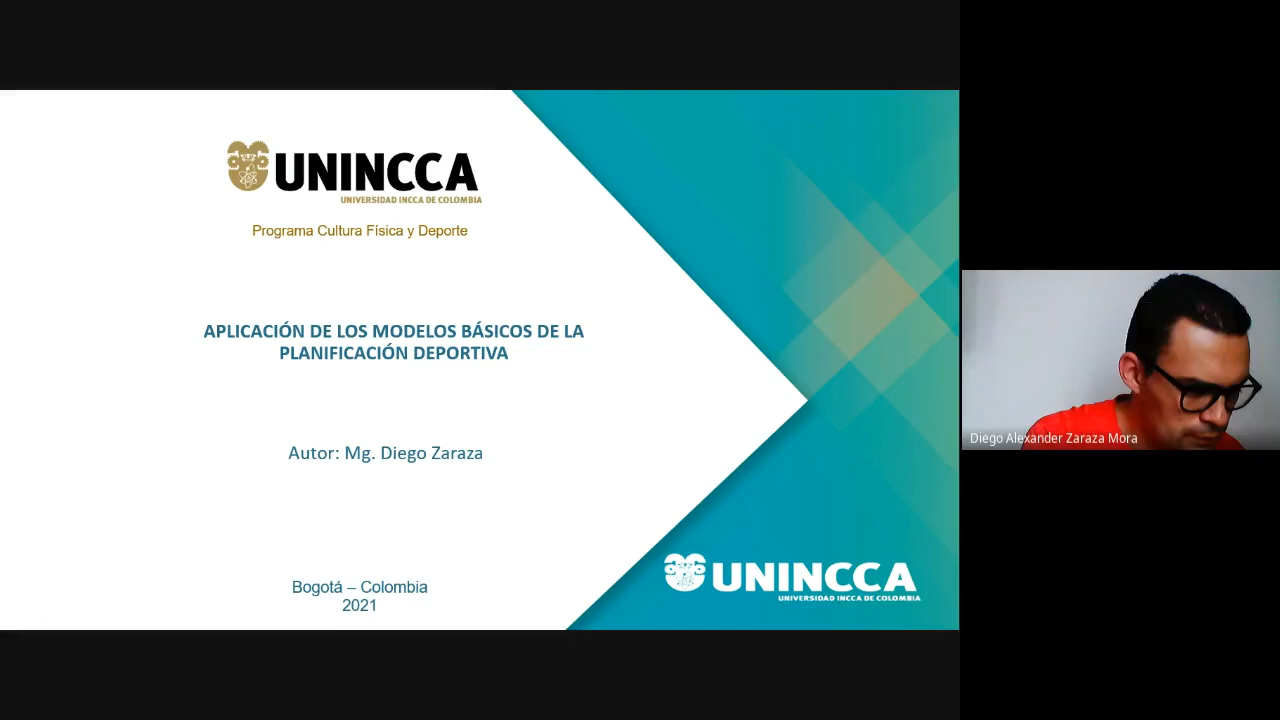 UNINCCA
UNIVERSIDAD INCCA DE COLOMBIA
Programa Cultura Física y Deporte
APLICACIÓN DE LOS MODELOS BÁSICOS DE LA
PLANIFICACIÓN DEPORTIVA
Autor: Mg. Diego Zaraza
Bogotá – Colombia
2021
UNINCCA
UNIVERSIDAD INCCA DE COLOMBIA
Diego Alexander Zaraza Mora